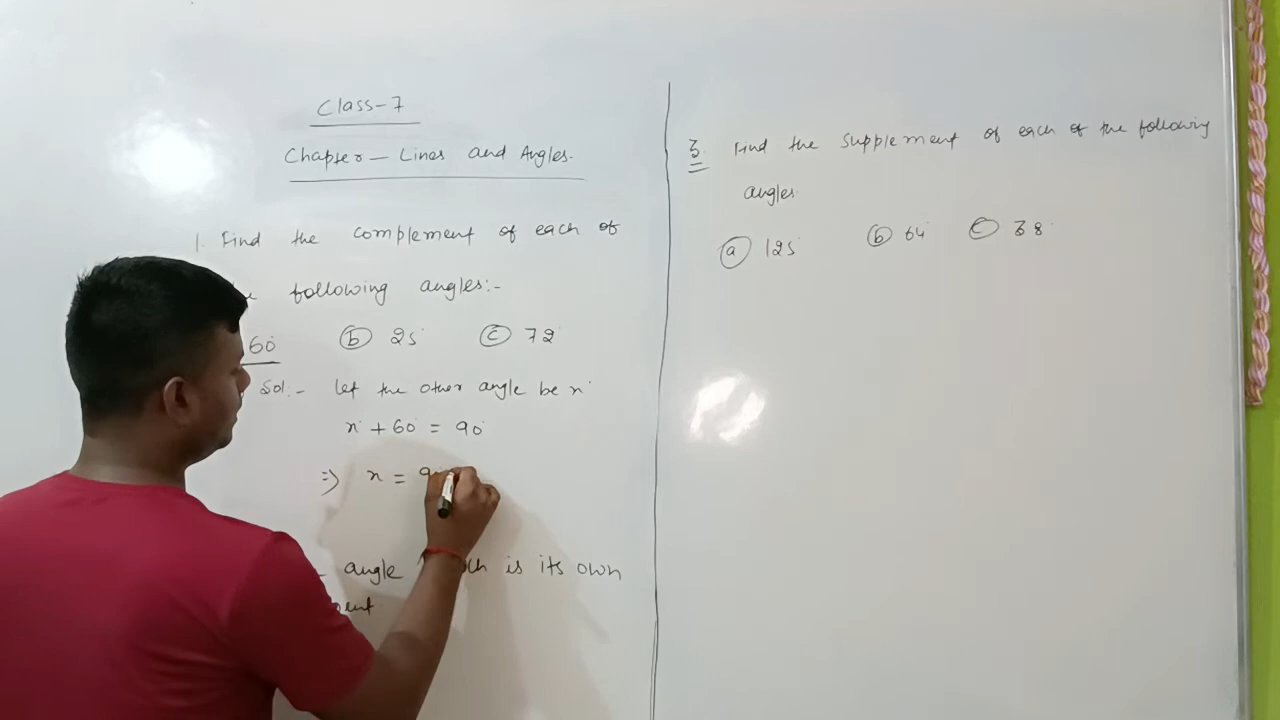 Class-7
Chapter - Lines and Angles.
1. Find the complement of each of
following angles:-
60° (b) 25° (c) 72°
Sol:- Let the other angle be x°
x° + 60° = 90°
⇒ x =
angle is its own
3. Find the supplement of each of the following
angles.
(a) 125° (b) 64° (c) 38°